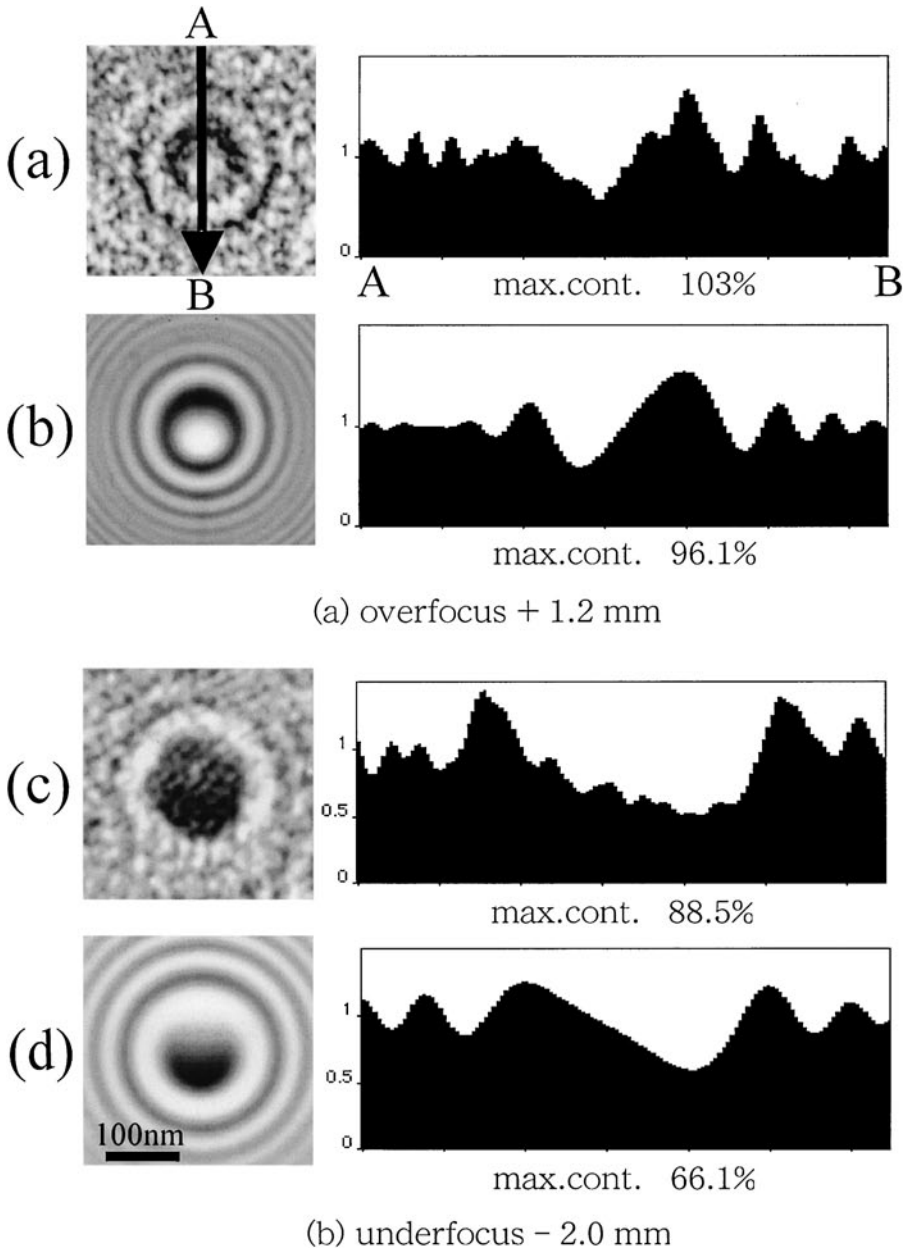 A
(a)
1
0
B
A
max.cont. 103%
B
(b)
1
0
max.cont. 96.1%
(a) overfocus + 1.2 mm
(c)
1
0.5
0
max.cont. 88.5%
(d)
1
0.5
0
100nm
max.cont. 66.1%
(b) underfocus – 2.0 mm